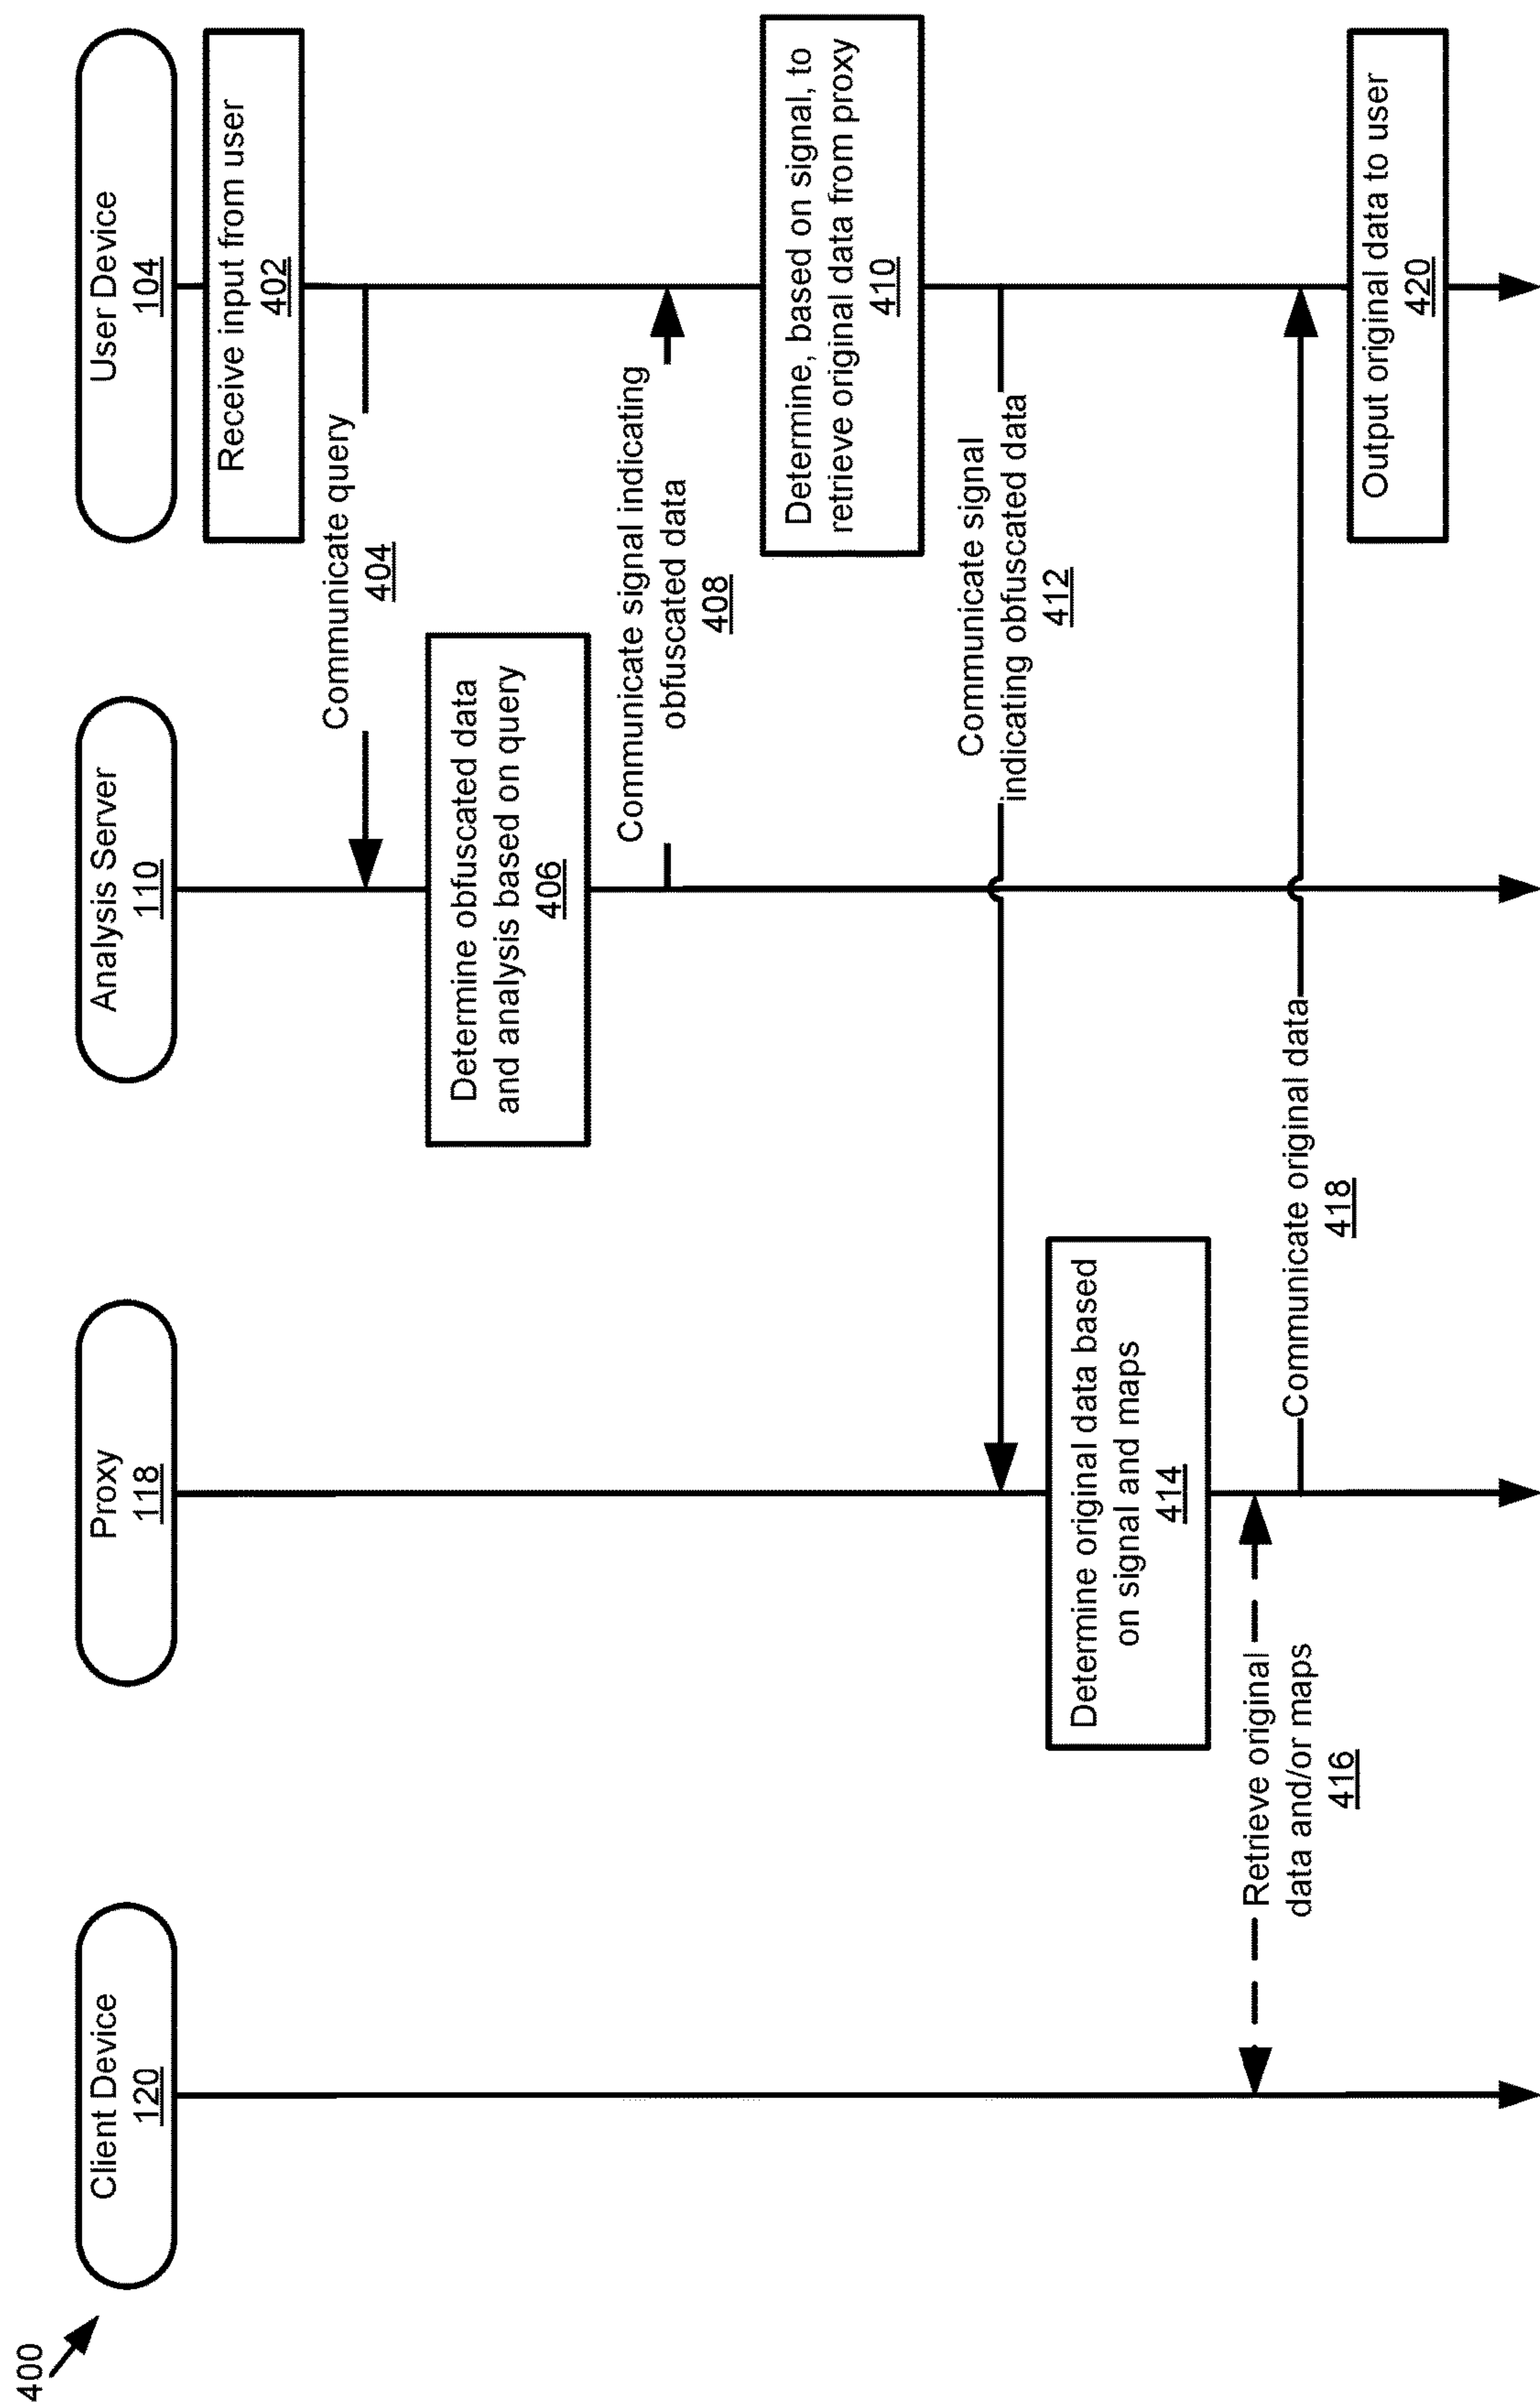 400
Client Device
120
Proxy
118
Analysis Server
110
User Device
104
Receive input from user
402
Communicate query
404
Determine obfuscated data
and analysis based on query
406
Communicate signal indicating
obfuscated data
408
Determine, based on signal, to
retrieve original data from proxy
410
Communicate signal
indicating obfuscated data
412
Determine original data based
on signal and maps
414
Retrieve original
data and/or maps
416
Communicate original data
418
Output original data to user
420